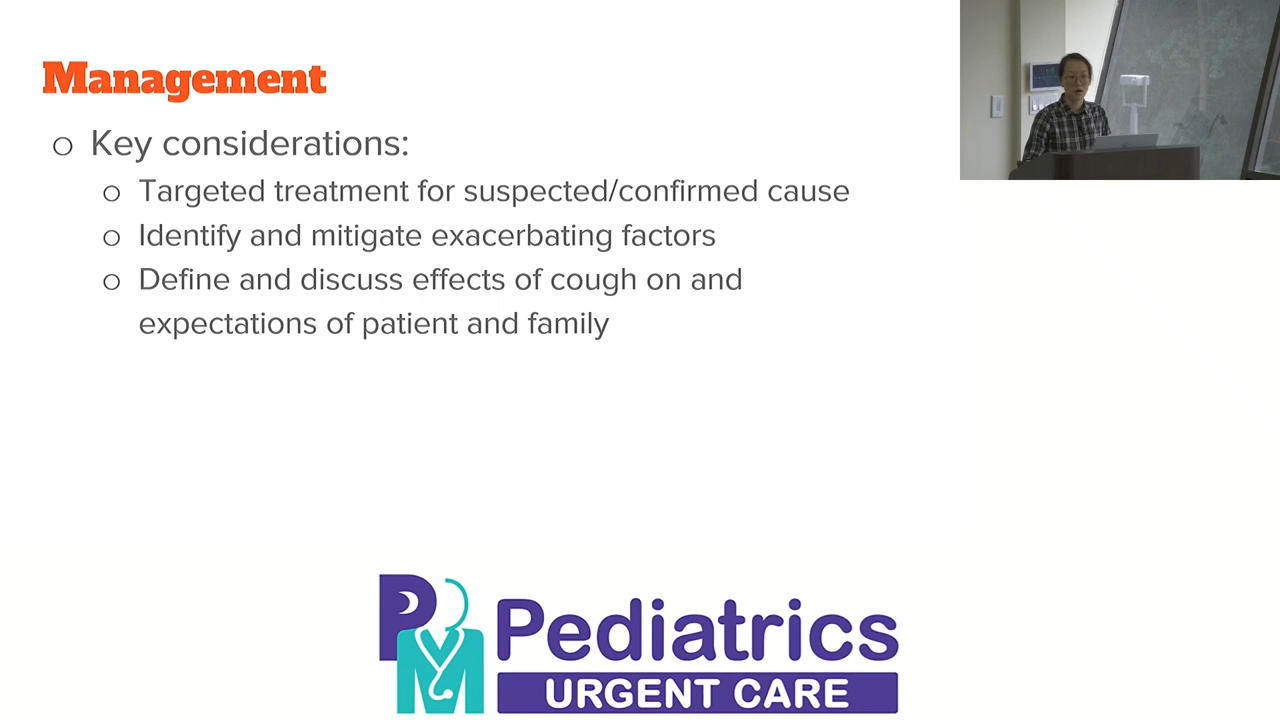 Management
Key considerations:
Targeted treatment for suspected/confirmed cause
Identify and mitigate exacerbating factors
Define and discuss effects of cough on and
expectations of patient and family
PM Pediatrics
URGENT CARE